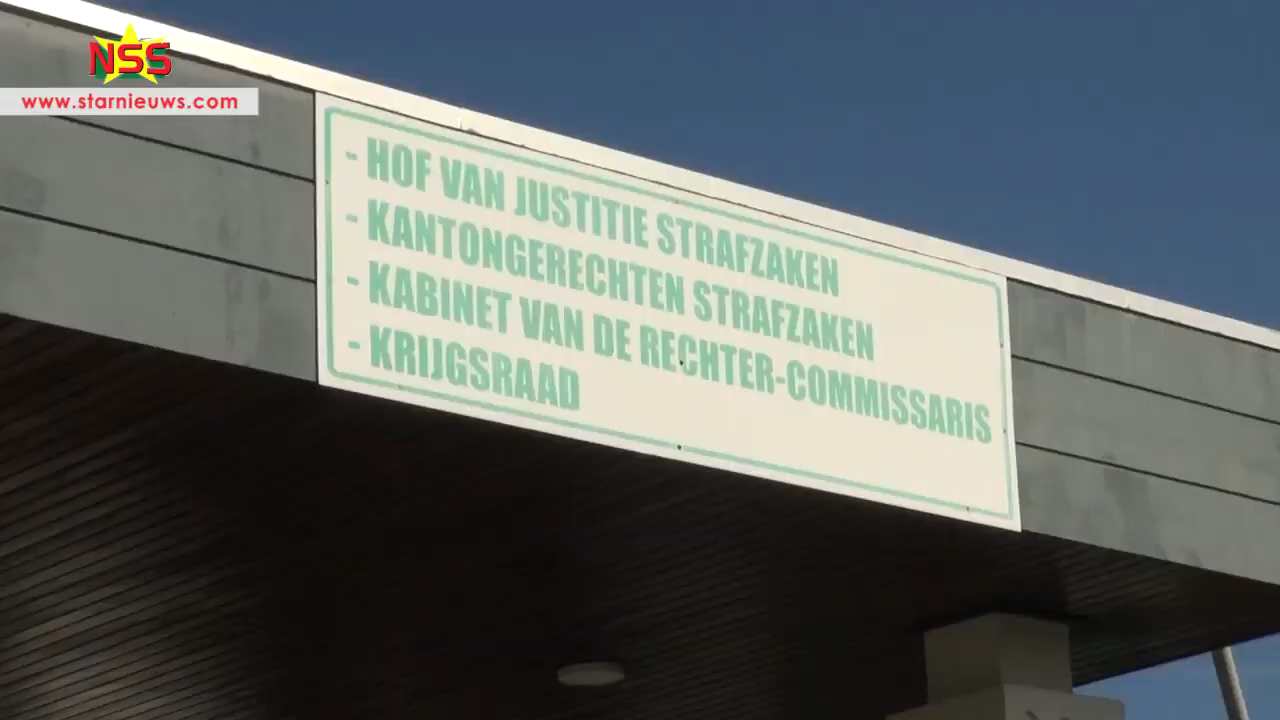 NSS
www.starnieuws.com
- HOF VAN JUSTITIE STRAFZAKEN
- KANTONGERECHTEN STRAFZAKEN
- KABINET VAN DE RECHTER-COMMISSARIS
- KRIJGSRAAD